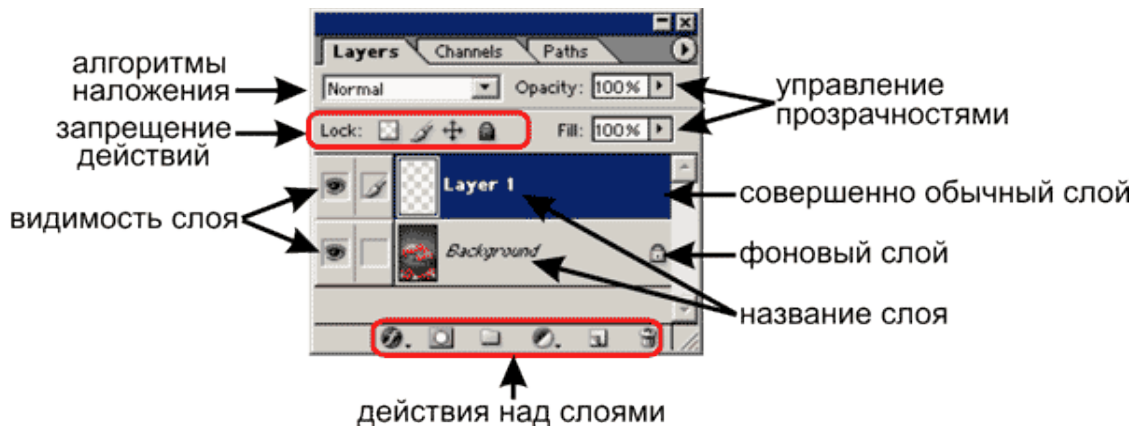 Layers Channels Paths
алгоритмы
наложения
Normal Opacity: 100%
управление
прозрачностями
запрещение
действий
Lock: Fill: 100%
Layer 1
совершенно обычный слой
видимость слоя
Background
фоновый слой
название слоя
действия над слоями